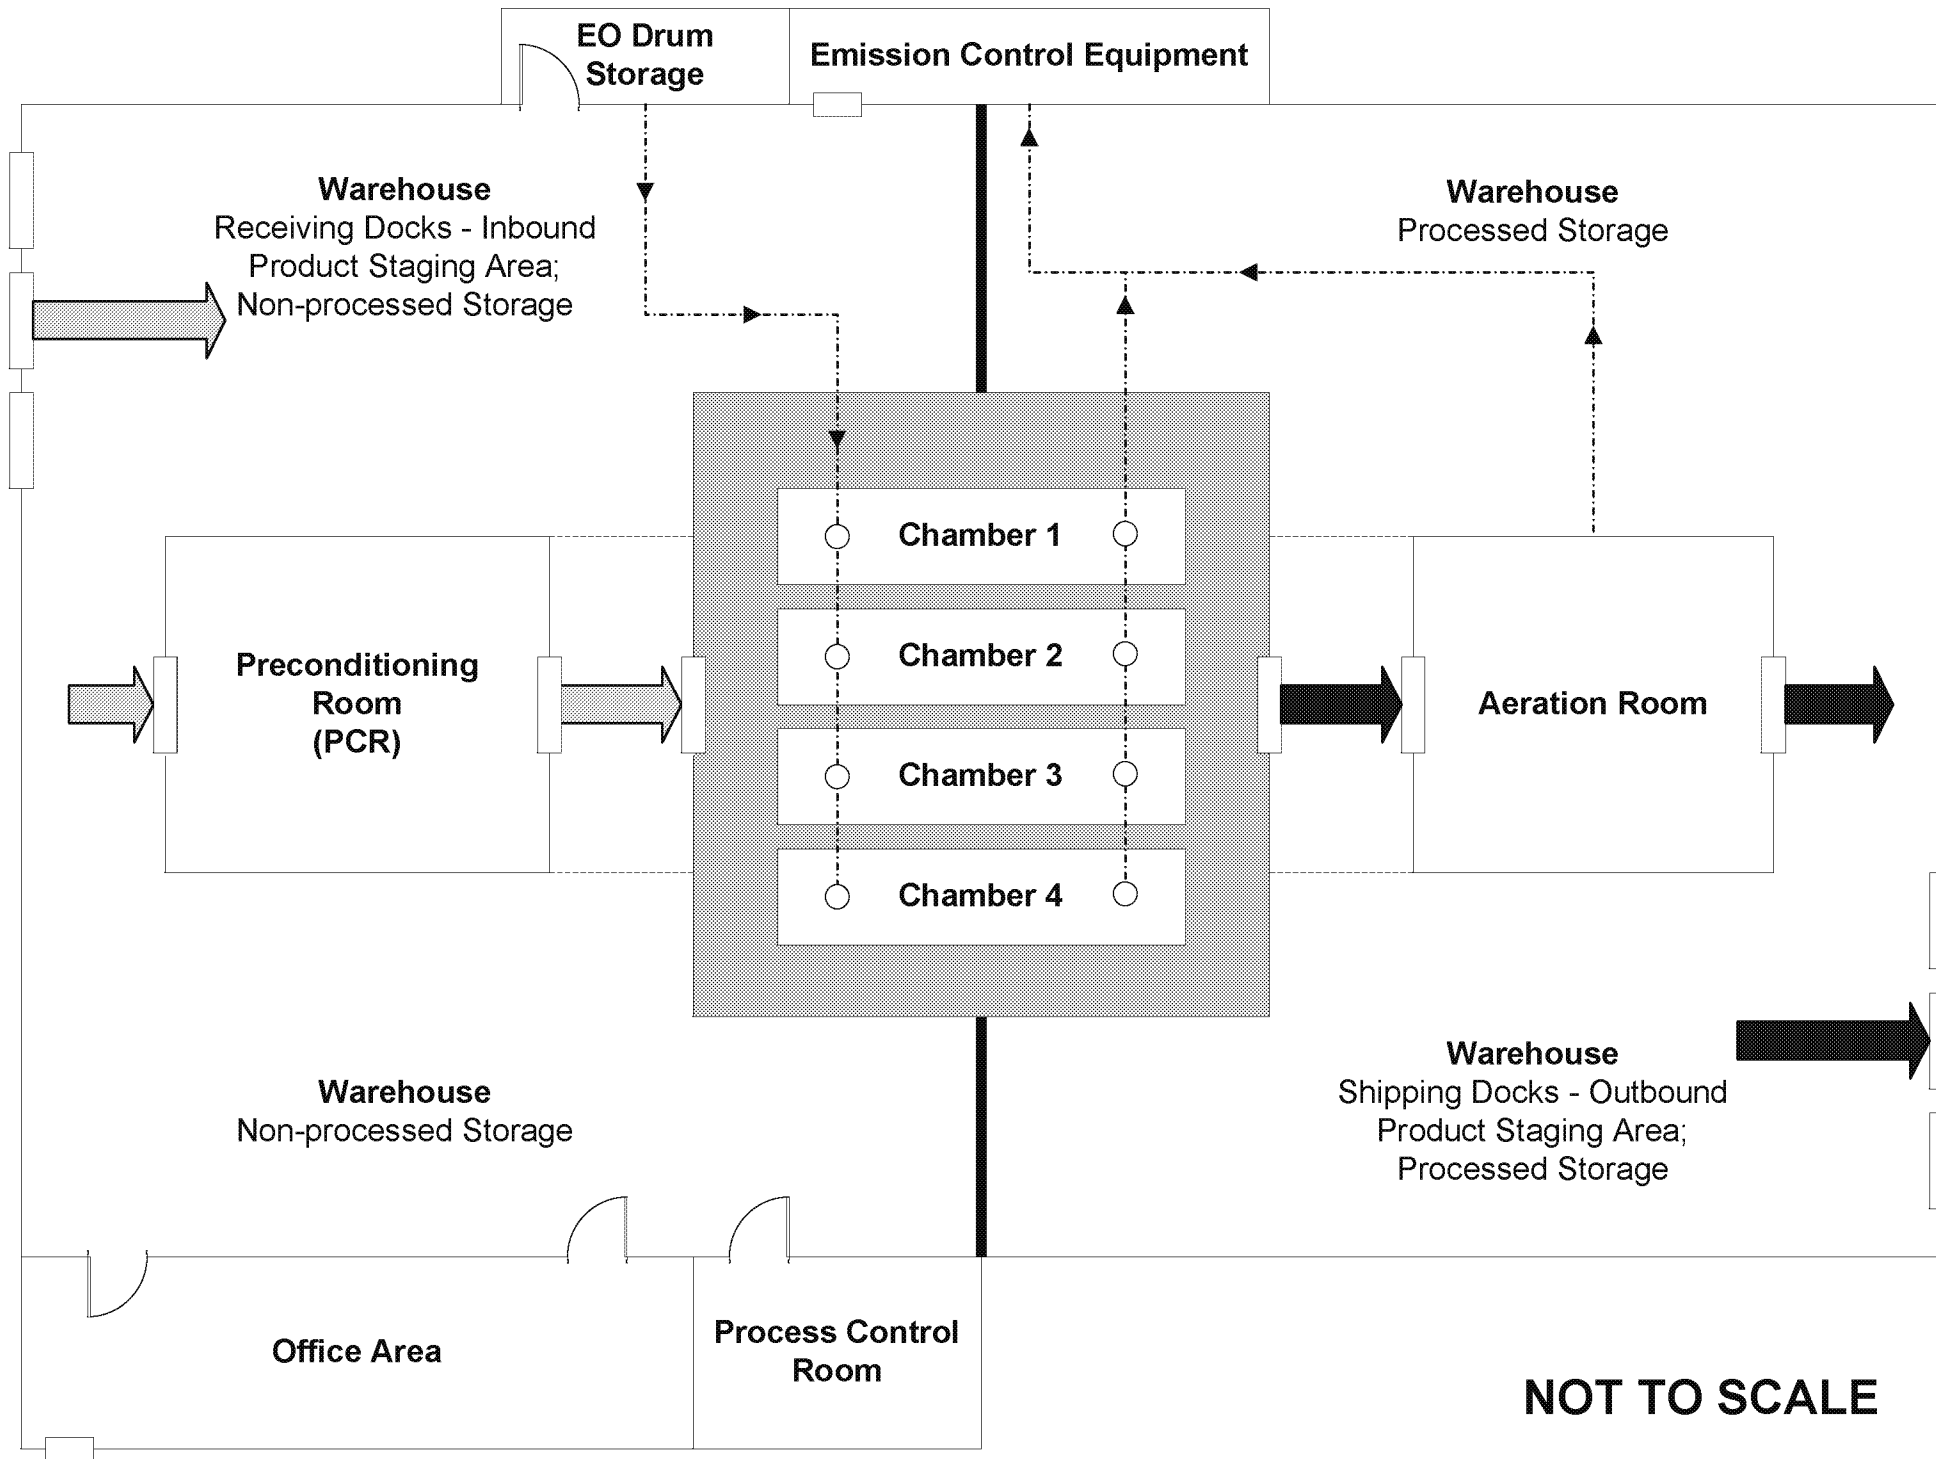 EO Drum
Storage
Emission Control Equipment
Warehouse
Receiving Docks - Inbound
Product Staging Area;
Non-processed Storage
Warehouse
Processed Storage
Chamber 1
Chamber 2
Chamber 3
Chamber 4
Preconditioning
Room
(PCR)
Aeration Room
Warehouse
Non-processed Storage
Warehouse
Shipping Docks - Outbound
Product Staging Area;
Processed Storage
Office Area
Process Control
Room
NOT TO SCALE